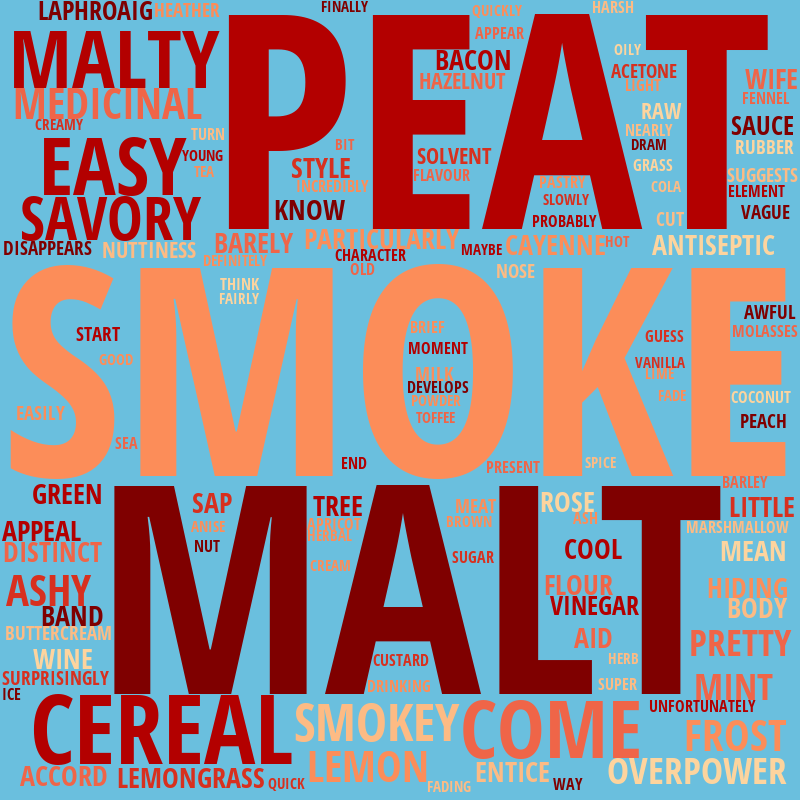 LAPHROAIG HEATHER FINALLY QUICKLY HARSH
PEAT
MALTY APPEAR OILY
BACON ACETONE WIFE
HAZELNUT LIGHT
MEDICINAL RAW FENNEL
CREAMY TURN NEARLY SAUCE
EASY BIT DRAM RUBBER
YOUNG SOLVENT
TEA STYLE FLAVOUR GRASS SUGGESTS
INCREDIBLY PASTRY COLA ELEMENT
SAVORY KNOW SLOWLY VAGUE
PROBABLY CUT
DISAPPEARS NUTTINESS BARELY PARTICULARLY MAYBE CAYENNE HOT ANTISEPTIC
DEFINITELY CHARACTER
OLD NOSE
SMOKE
THINK
FAIRLY
AWFUL
START BRIEF GUESS MOLASSES
GOOD MOMENT VANILLA
MILK LIME
DEVELOPS FADE COCONUT
EASILY POWDER
TOFFEE PEACH
SEA
END PRESENT SPICE
BARLEY
MALT
GREEN SAP TREE MEAT ROSE LITTLE
APPEAL ANISE APRICOT BROWN ASH MARSHMALLOW
HERBAL
DISTINCT NUT SUGAR COOL MEAN
CREAM
ASHY FLOUR HIDING
BAND VINEGAR BODY
BUTTERCREAM AID PRETTY
WINE CUSTARD HERB
SURPRISINGLY DRINKING SUPER MINT
ICE UNFORTUNATELY
CEREAL SMOKEY COME FROST
LEMON
ACCORD LEMONGRASS QUICK ENTICE OVERPOWER
FADING WAY